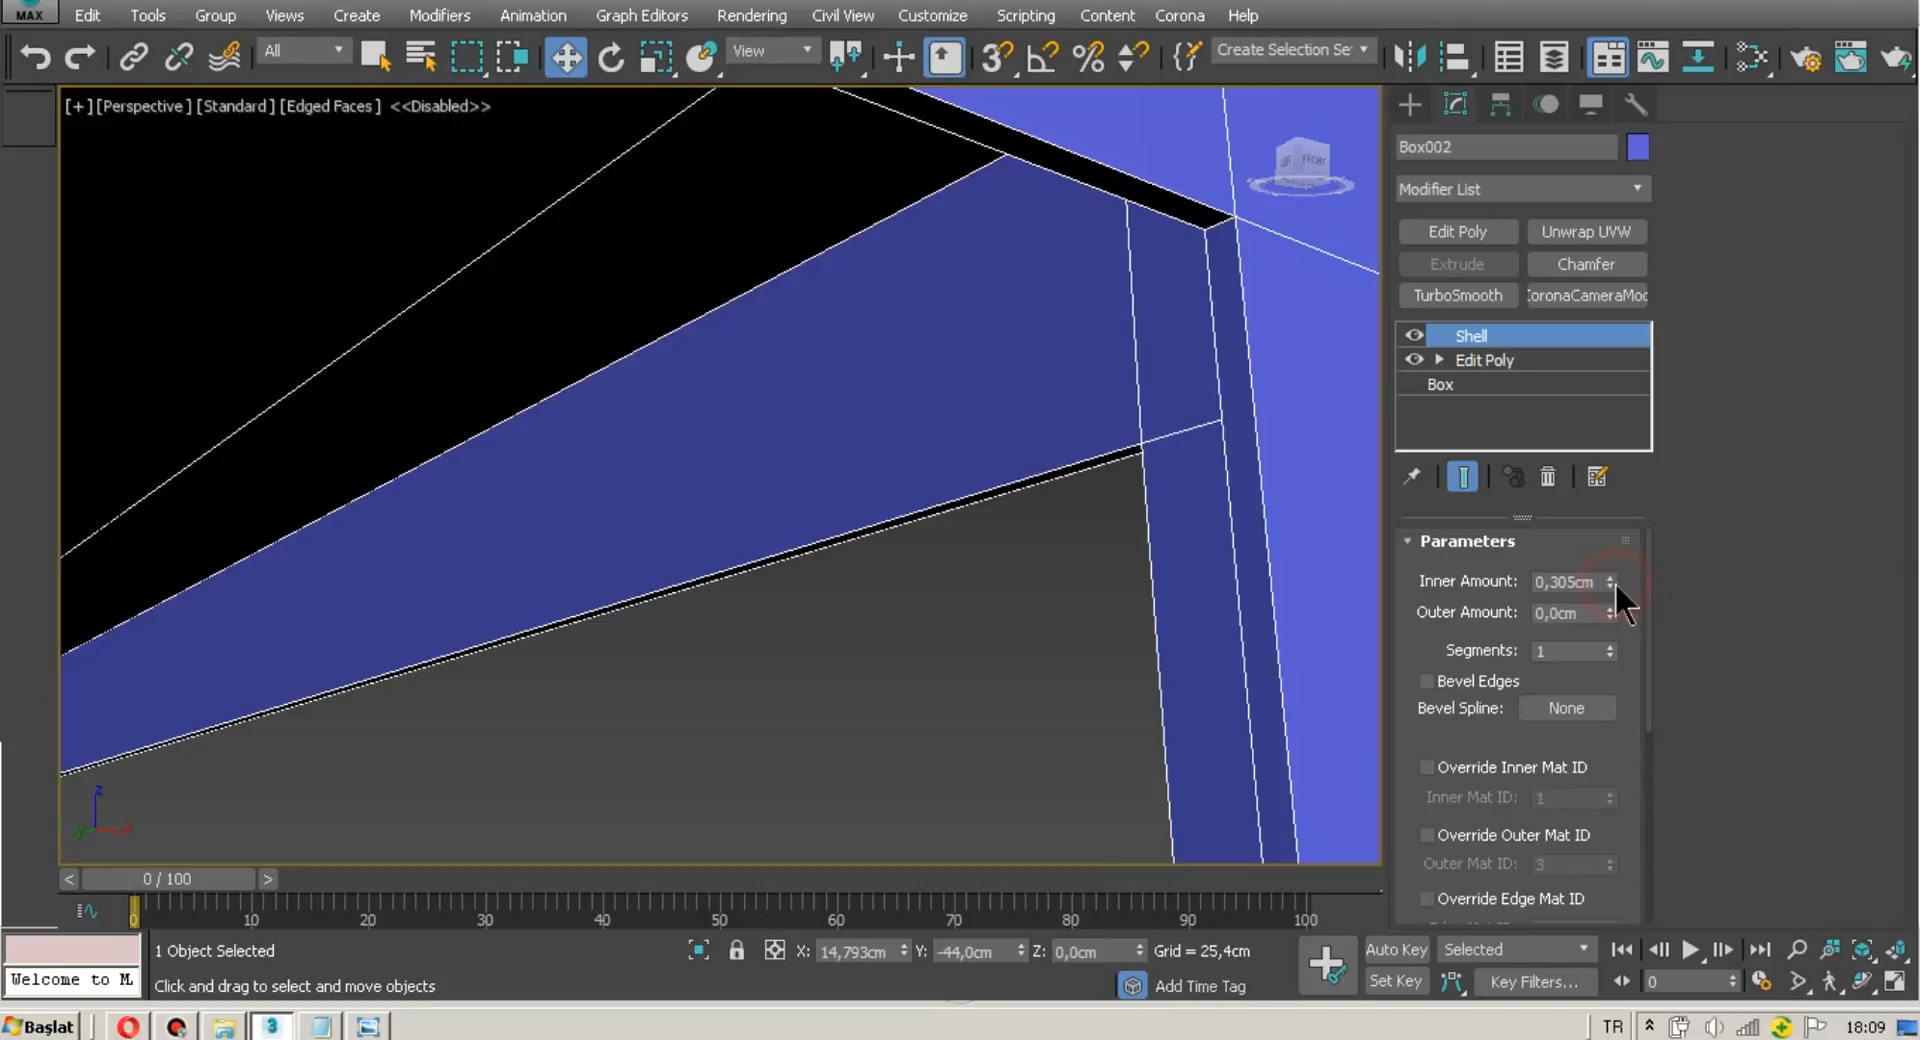 MAX Edit Tools Group Views Create Modifiers Animation Graph Editors Rendering Civil View Customize Scripting Content Corona Help
All View Create Selection Se
[+] [Perspective] [Standard] [Edged Faces] <<Disabled>>
FRONT
Box002
Modifier List
Edit Poly Unwrap UVW
Extrude Chamfer
TurboSmooth CoronaCameraMod
Shell
Edit Poly
Box
Parameters
Inner Amount: 0,305cm
Outer Amount: 0,0cm
Segments: 1
Bevel Edges
Bevel Spline: None
Override Inner Mat ID
Inner Mat ID: 1
Override Outer Mat ID
Outer Mat ID: 3
Override Edge Mat ID
z
y
< 0 / 100 >
0 10 20 30 40 50 60 70 80 90 100
1 Object Selected X: 14,793cm Y: -44,0cm Z: 0,0cm Grid = 25,4cm Auto Key Selected
Welcome to M. Click and drag to select and move objects Add Time Tag Set Key Key Filters... 0
Başlat 3 TR 18:09